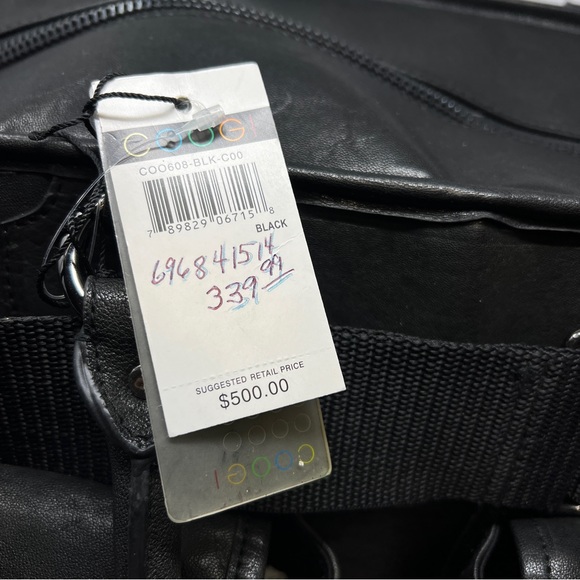 COOGI
COO608-BLK-C00
7 89829 06715 8
BLACK
696841514
339.99
SUGGESTED RETAIL PRICE
$500.00
COOGI